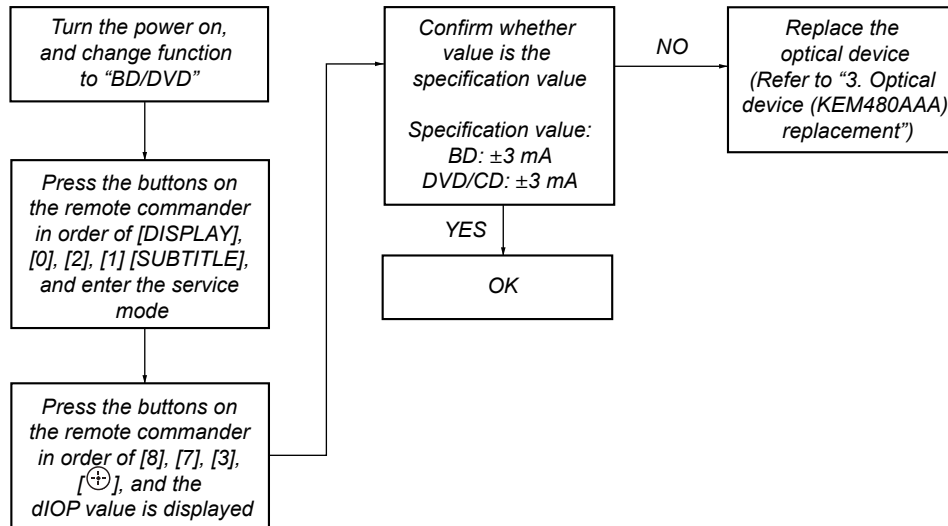 Turn the power on,
and change function
to “BD/DVD”
Press the buttons on
the remote commander
in order of [DISPLAY],
[0], [2], [1] [SUBTITLE],
and enter the service
mode
Press the buttons on
the remote commander
in order of [8], [7], [3],
[⊕], and the
dIOP value is displayed
Confirm whether
value is the
specification value
Specification value:
BD: ±3 mA
DVD/CD: ±3 mA
YES
OK
NO
Replace the
optical device
(Refer to “3. Optical
device (KEM480AAA)
replacement”)